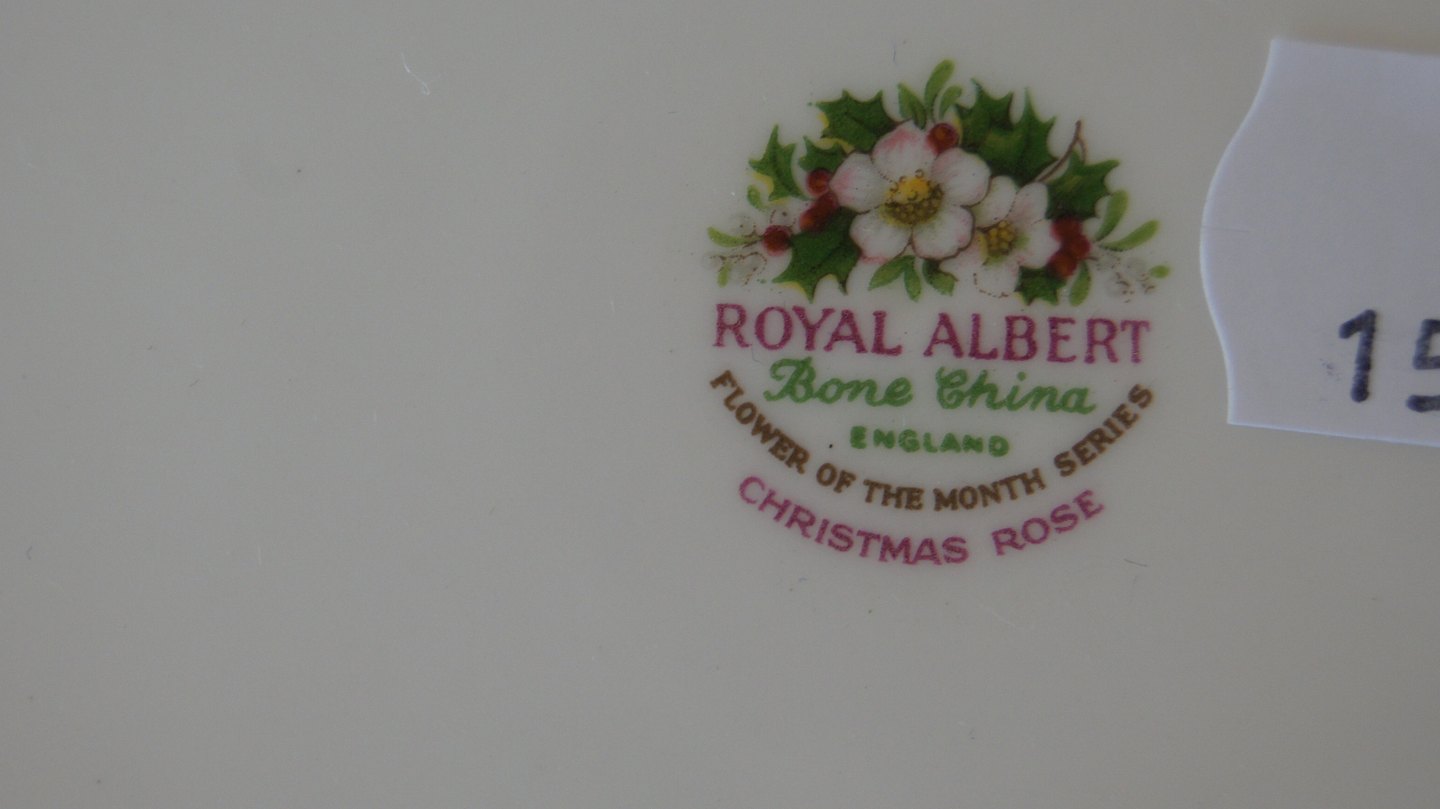 ROYAL ALBERT
Bone China
ENGLAND
FLOWER OF THE MONTH SERIES
CHRISTMAS ROSE
15